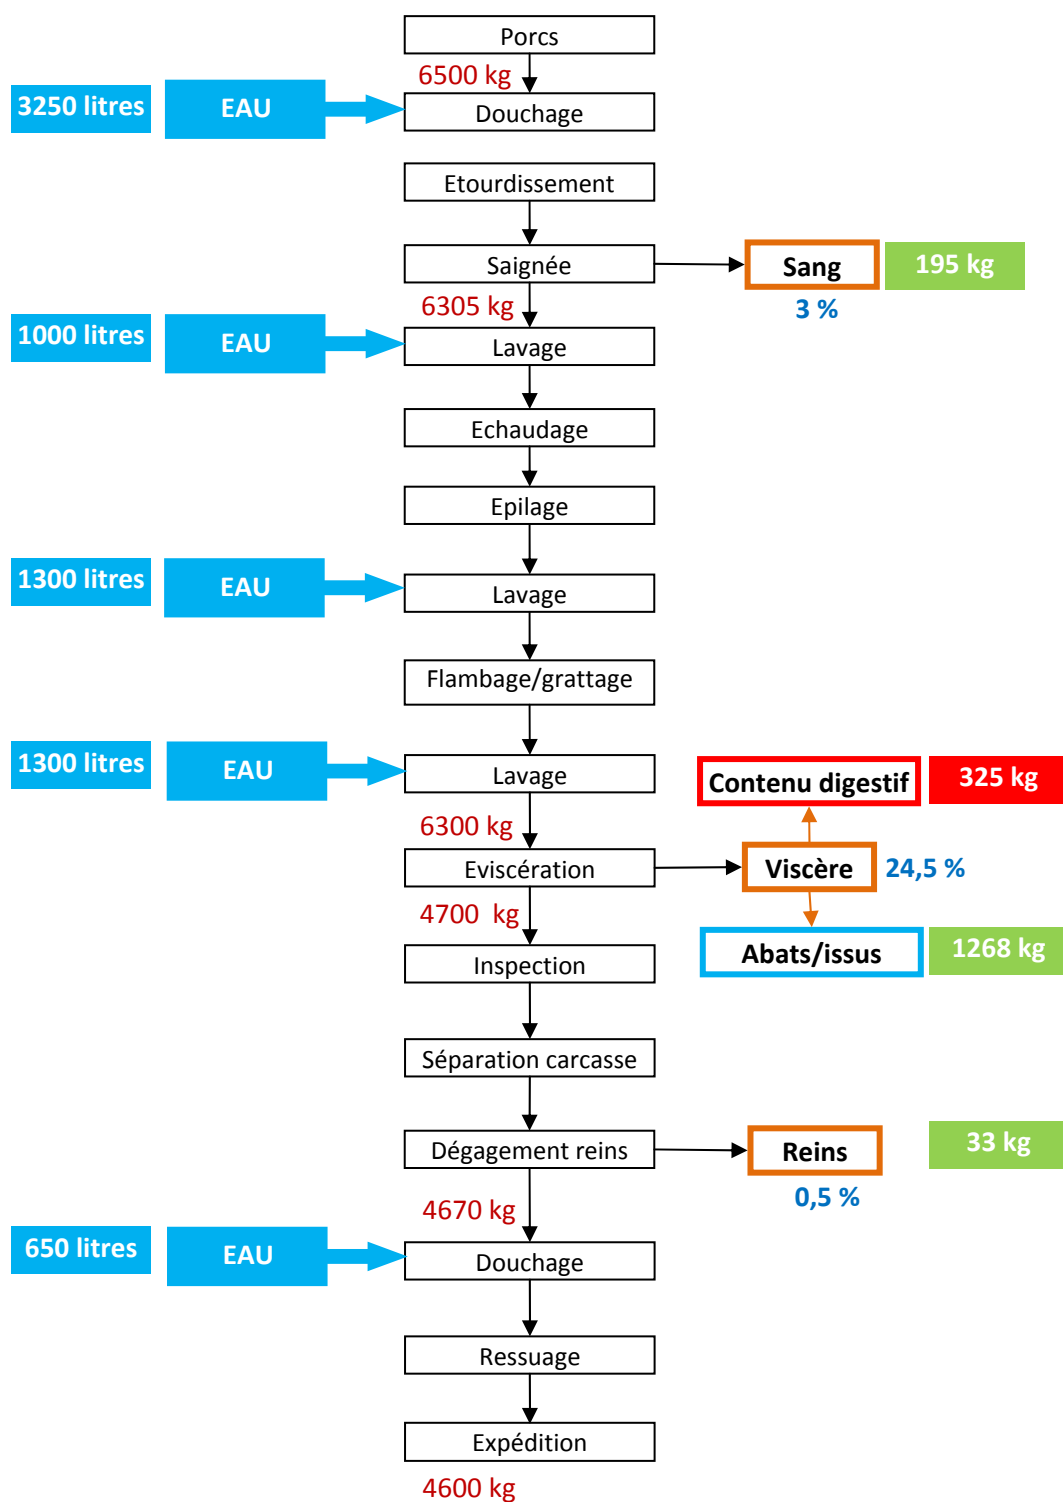 Porcs
6500 kg
3250 litres
EAU
Douchage
Etourdissement
Saignée
Sang
195 kg
3 %
6305 kg
1000 litres
EAU
Lavage
Echaudage
Epilage
1300 litres
EAU
Lavage
Flambage/grattage
1300 litres
EAU
Lavage
Contenu digestif
325 kg
6300 kg
Eviscération
Viscère
24,5 %
4700 kg
Abats/issus
1268 kg
Inspection
Séparation carcasse
Dégagement reins
Reins
33 kg
0,5 %
4670 kg
650 litres
EAU
Douchage
Ressuage
Expédition
4600 kg